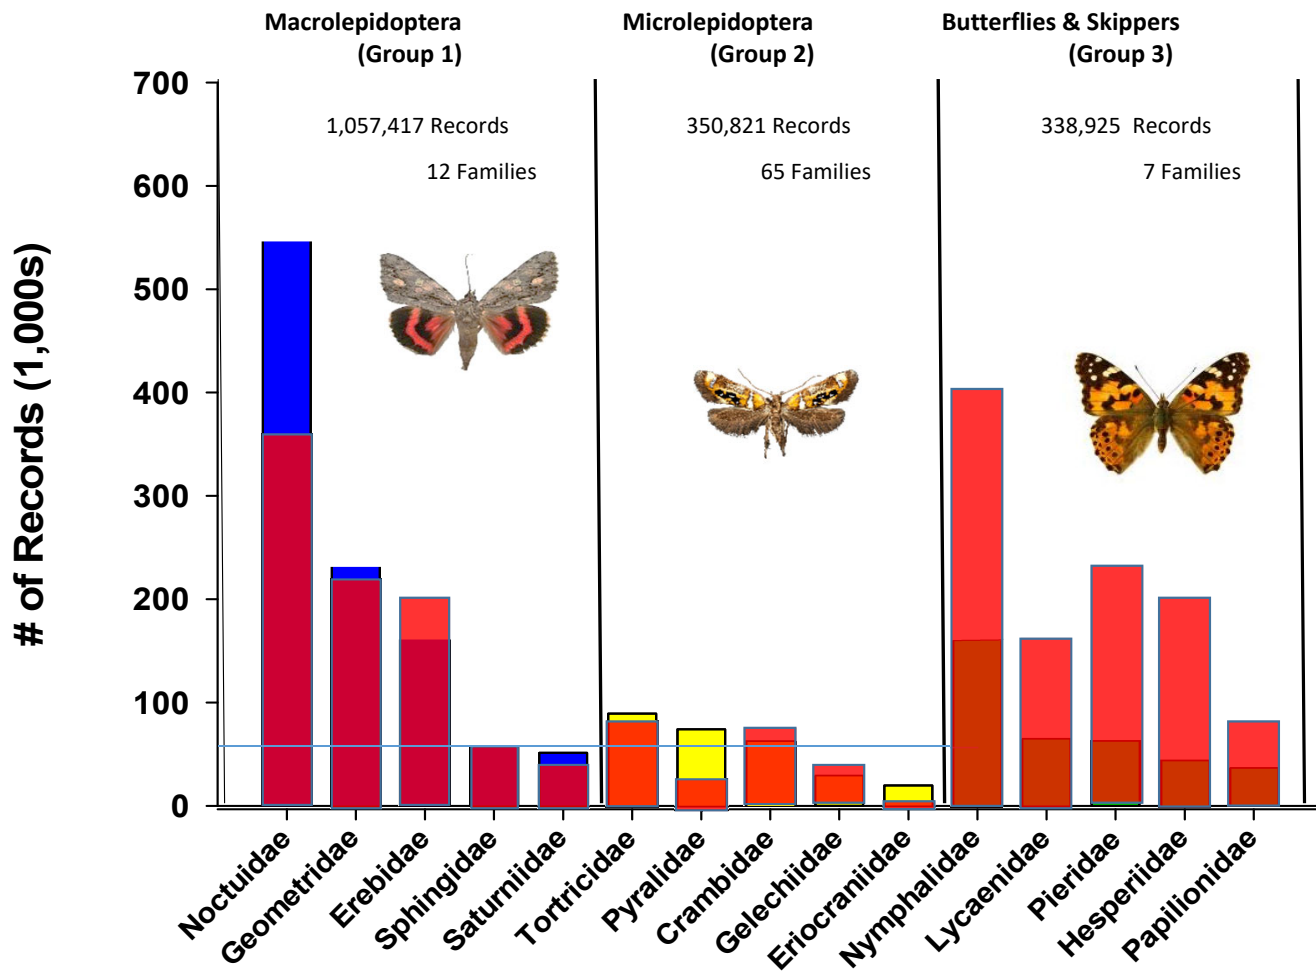 Macrolepidoptera
(Group 1)
Microlepidoptera
(Group 2)
Butterflies & Skippers
(Group 3)
1,057,417 Records
12 Families
350,821 Records
65 Families
338,925 Records
7 Families
# of Records (1,000s)
700
600
500
400
300
200
100
0
Noctuidae
Geometridae
Erebidae
Sphingidae
Saturniidae
Tortricidae
Pyralidae
Crambidae
Gelechiidae
Eriocraniidae
Nymphalidae
Lycaenidae
Pieridae
Hesperiidae
Papilionidae